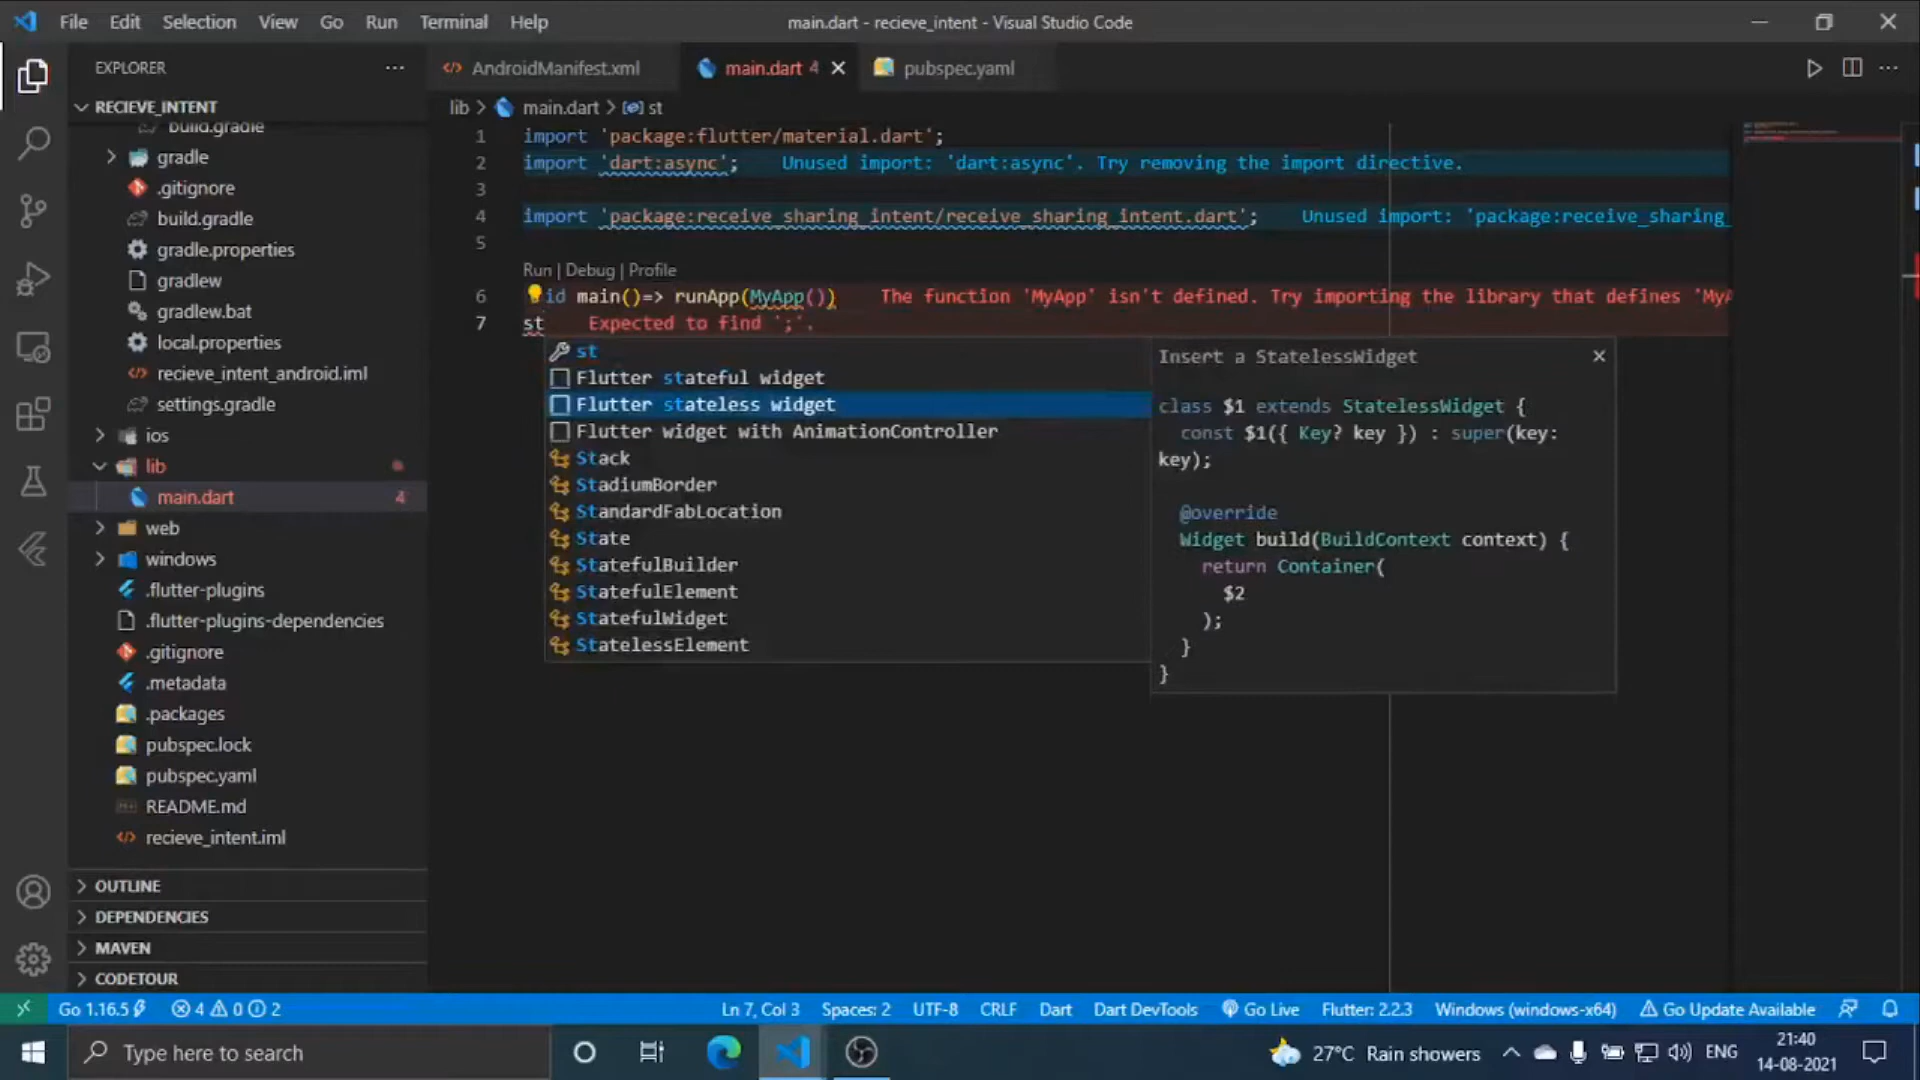 File Edit Selection View Go Run Terminal Help
main.dart - recieve_intent - Visual Studio Code
EXPLORER
RECIEVE_INTENT
build.gradle
gradle
.gitignore
build.gradle
gradle.properties
gradlew
gradlew.bat
local.properties
recieve_intent_android.iml
settings.gradle
ios
lib
main.dart 4
web
windows
.flutter-plugins
.flutter-plugins-dependencies
.gitignore
.metadata
.packages
pubspec.lock
pubspec.yaml
README.md
recieve_intent.iml
OUTLINE
DEPENDENCIES
MAVEN
CODETOUR
AndroidManifest.xml main.dart 4 pubspec.yaml
lib > main.dart > st
1 import 'package:flutter/material.dart';
2 import 'dart:async'; Unused import: 'dart:async'. Try removing the import directive.
3
4 import 'package:receive_sharing_intent/receive_sharing_intent.dart'; Unused import: 'package:receive_sharing_
5
Run | Debug | Profile
6 id main()=> runApp(MyApp()) The function 'MyApp' isn't defined. Try importing the library that defines 'MyA
7 st Expected to find ';'.
st
Flutter stateful widget
Flutter stateless widget
Flutter widget with AnimationController
Stack
StadiumBorder
StandardFabLocation
State
StatefulBuilder
StatefulElement
StatefulWidget
StatelessElement
Insert a StatelessWidget
class $1 extends StatelessWidget {
const $1({ Key? key }) : super(key:
key);
@override
Widget build(BuildContext context) {
return Container(
$2
);
}
}
Go 1.16.5 4 0 2 Ln 7, Col 3 Spaces: 2 UTF-8 CRLF Dart Dart DevTools Go Live Flutter: 2.2.3 Windows (windows-x64) Go Update Available
Type here to search
27°C Rain showers
ENG
21:40
14-08-2021